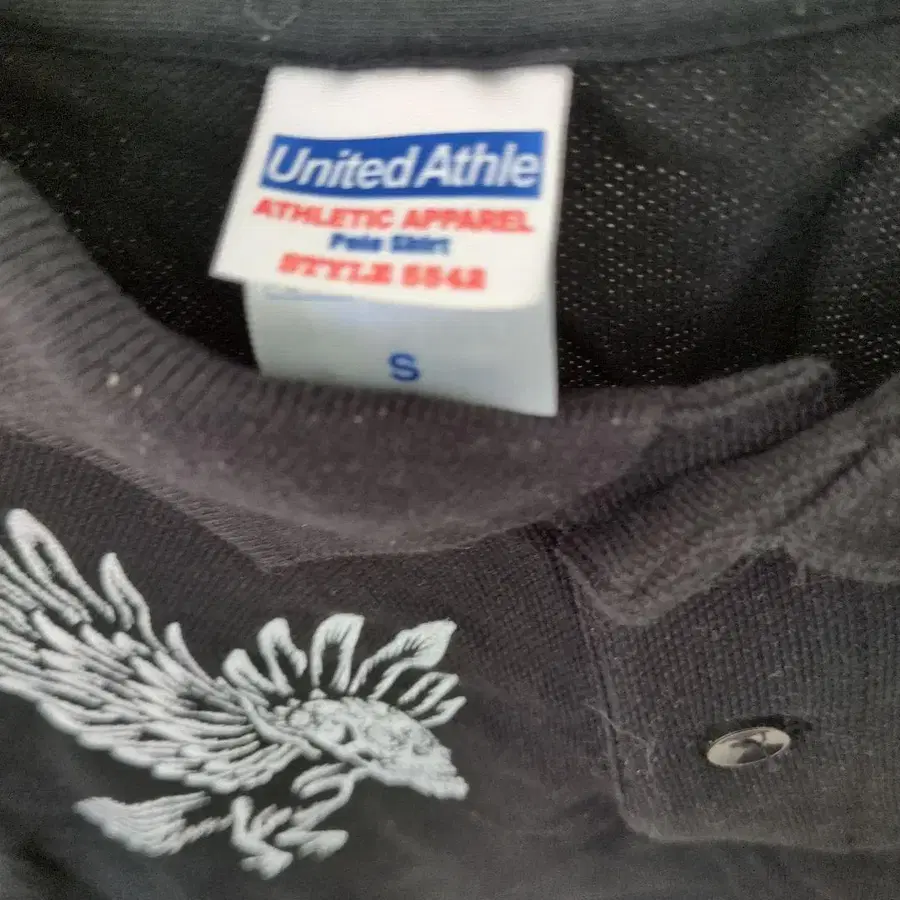 United Athle
ATHLETIC APPAREL
Polo Shirt
STYLE 5542
S